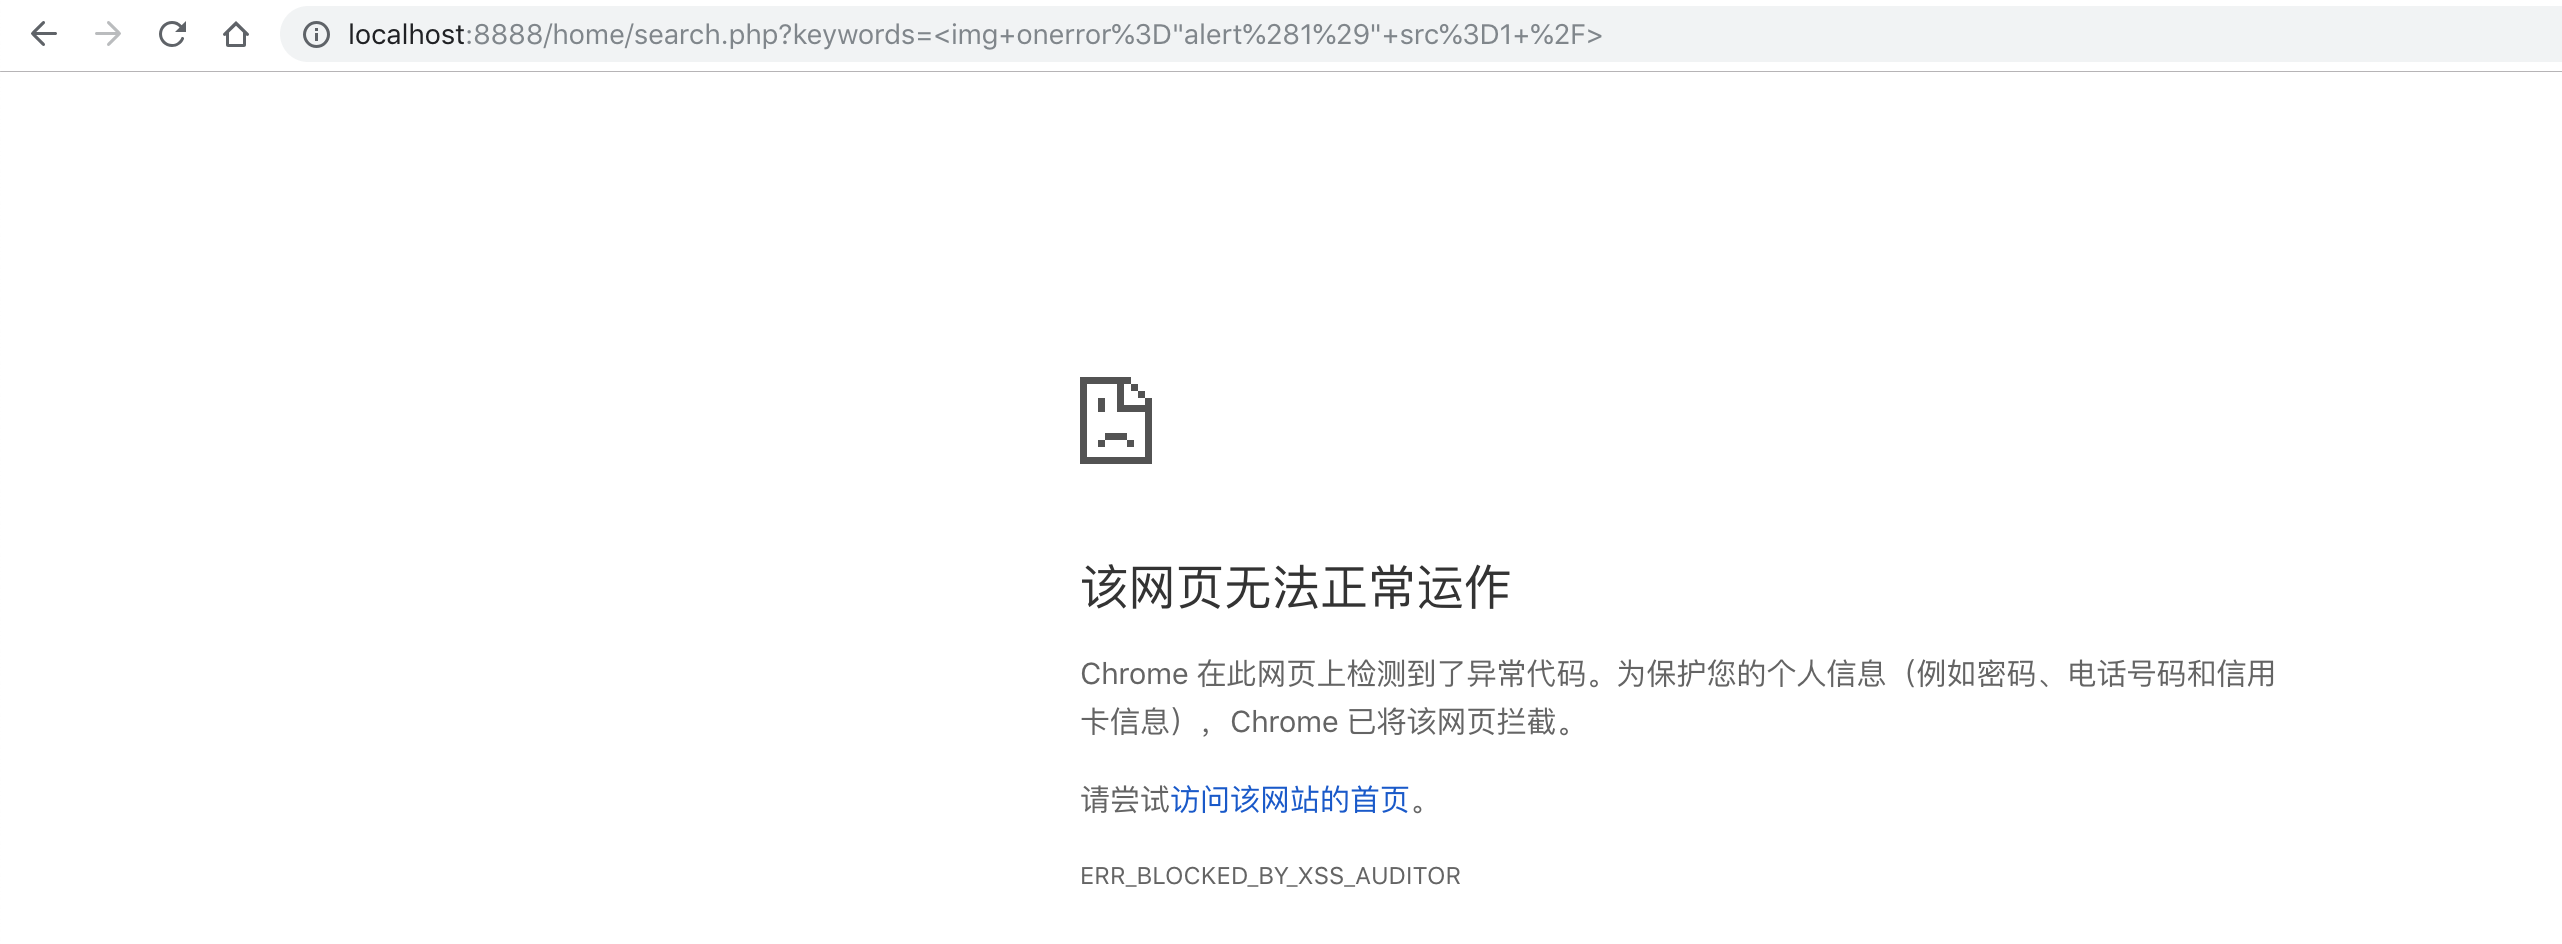 localhost:8888/home/search.php?keywords=<img+onerror%3D"alert%281%29"+src%3D1+%2F>
该网页无法正常运作
Chrome 在此网页上检测到了异常代码。为保护您的个人信息（例如密码、电话号码和信用
卡信息），Chrome 已将该网页拦截。
请尝试访问该网站的首页。
ERR_BLOCKED_BY_XSS_AUDITOR